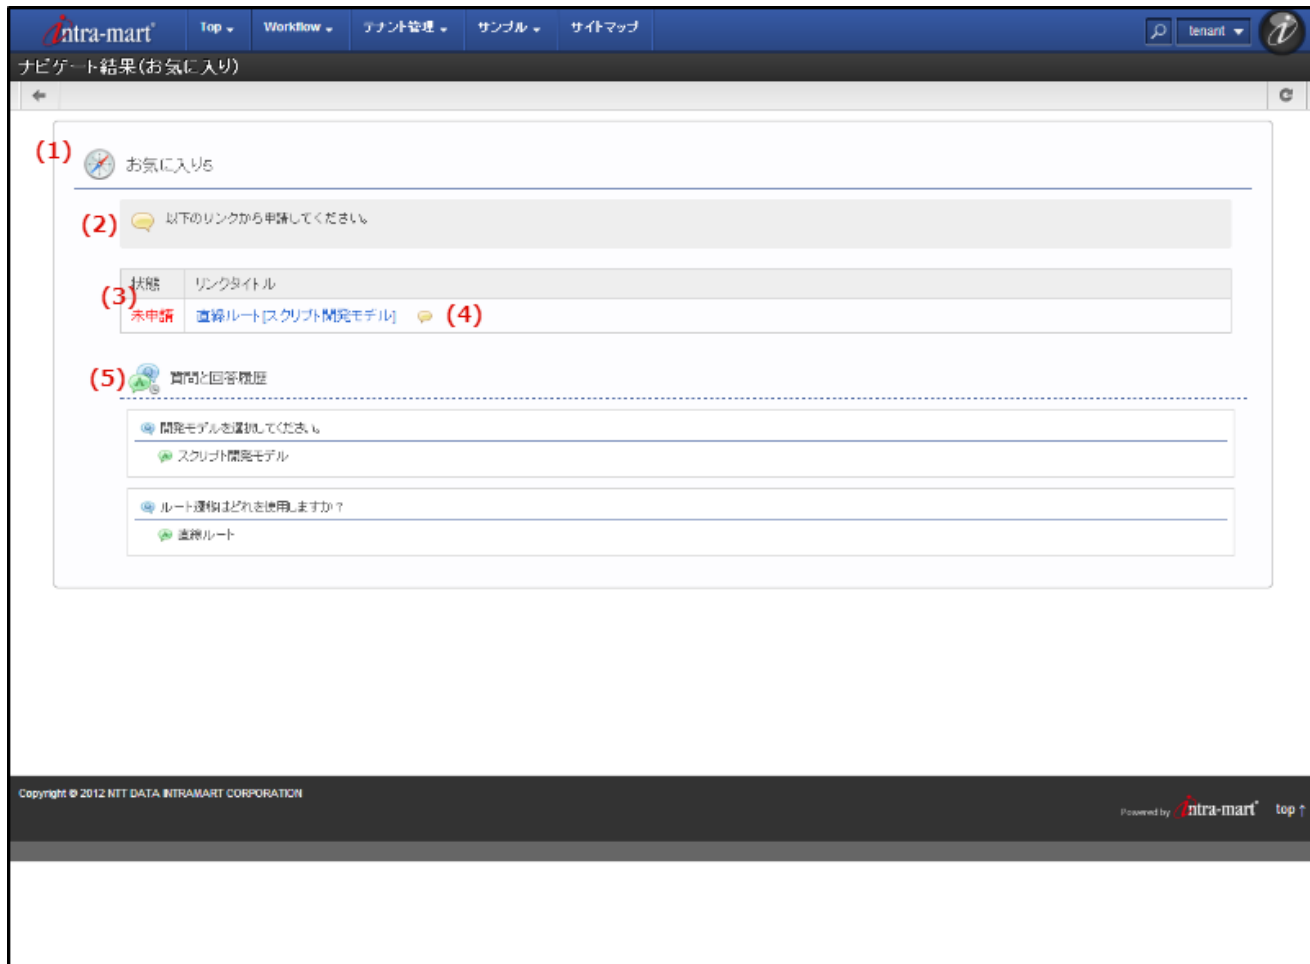 intra-mart Top Workflow テナント管理 サンプル サイトマップ tenant
ナビゲート結果(お気に入り)
(1) お気に入り5
(2) 以下のリンクから申請してください。
状態 リンクタイトル
(3)
未申請 直線ルート[スクリプト開発モデル] (4)
(5) 質問と回答履歴
開発モデルを選択してください。
スクリプト開発モデル
ルート遷移はどれを使用しますか？
直線ルート
Copyright © 2012 NTT DATA INTRAMART CORPORATION
Powered by intra-mart top ↑